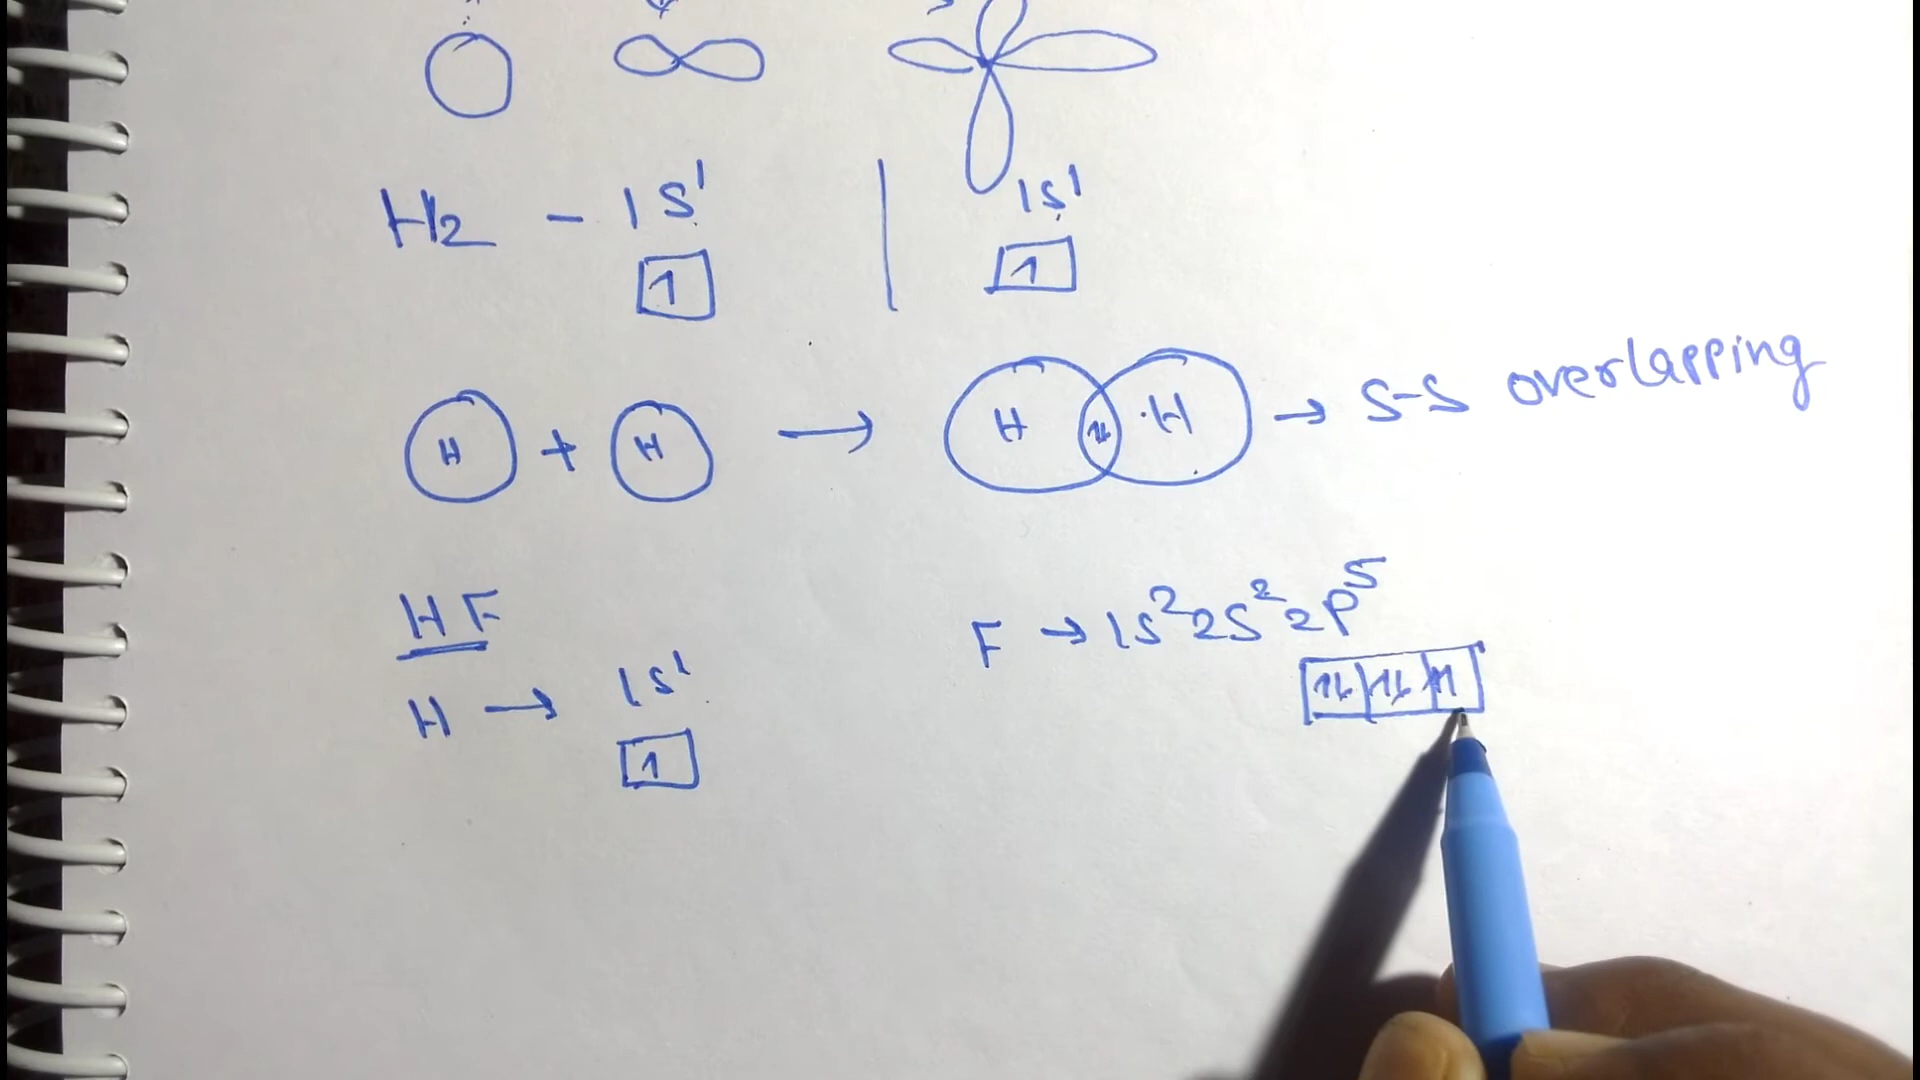 H2 - 1S¹ | 1S¹
1 1
H + H → H 1L H → S-S overlapping
HF
F → 1S² 2S² 2P⁵
1L 1L 1
H → 1S¹
1